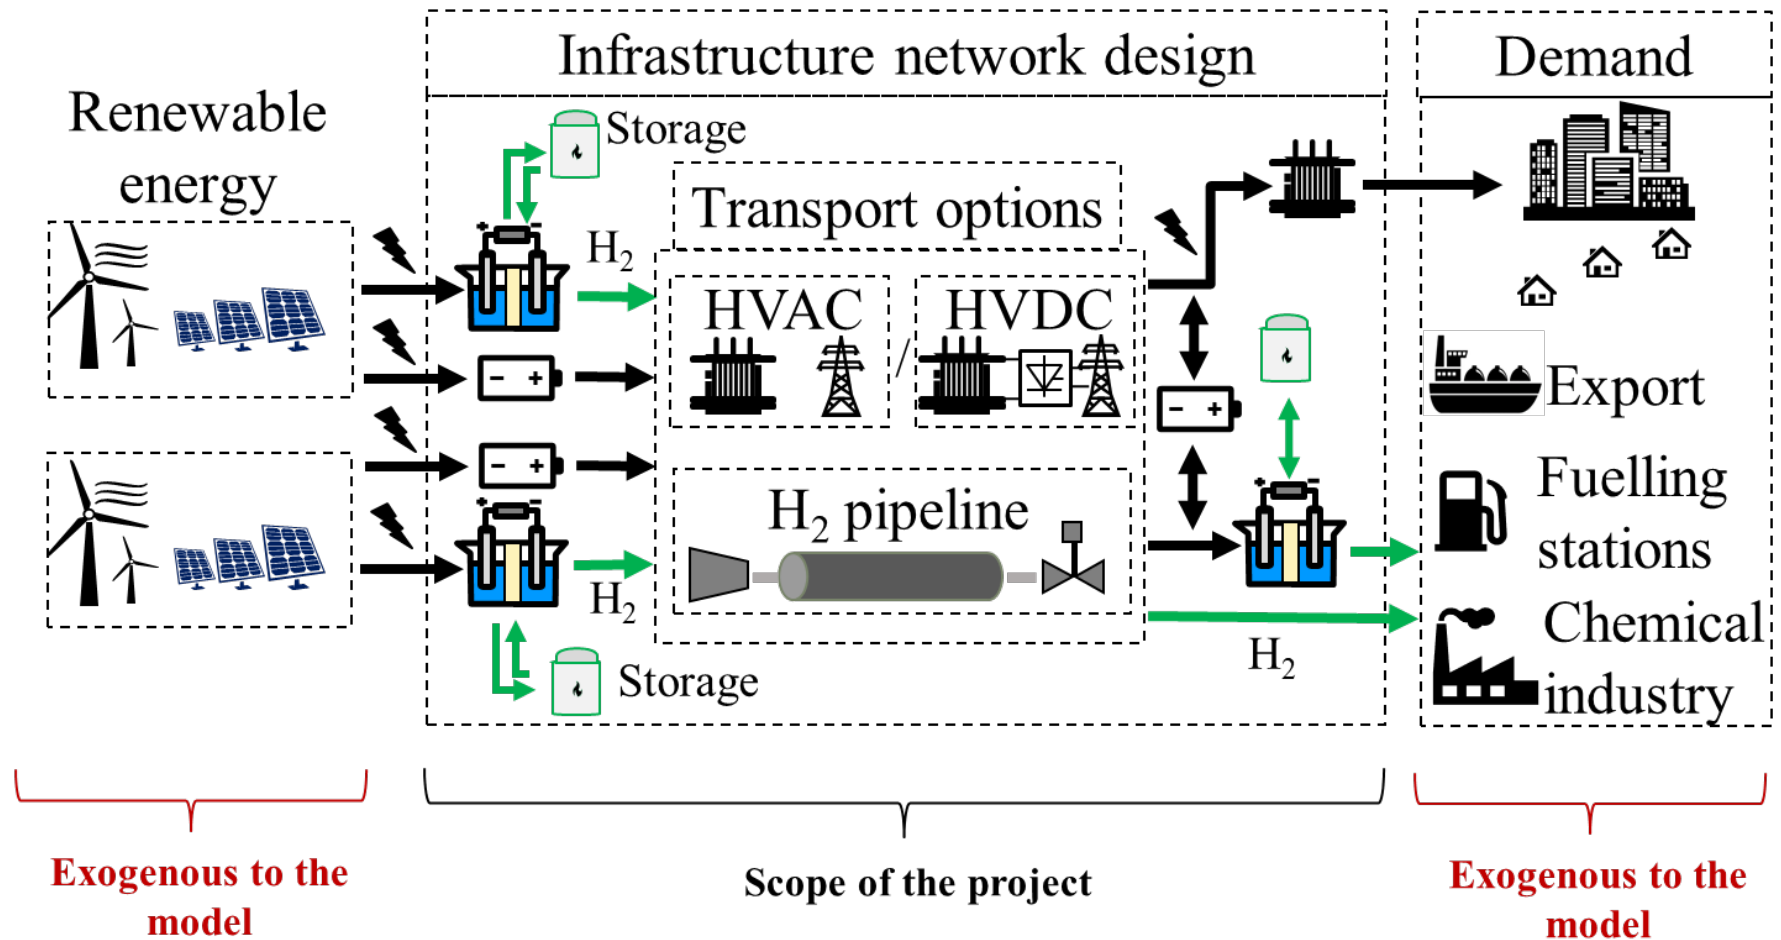 Infrastructure network design
Demand
Renewable
energy
Storage
Transport options
H₂
HVAC
/
HVDC
Export
H₂ pipeline
Fuelling
stations
H₂
Storage
H₂
Chemical
industry
Exogenous to the
model
Scope of the project
Exogenous to the
model